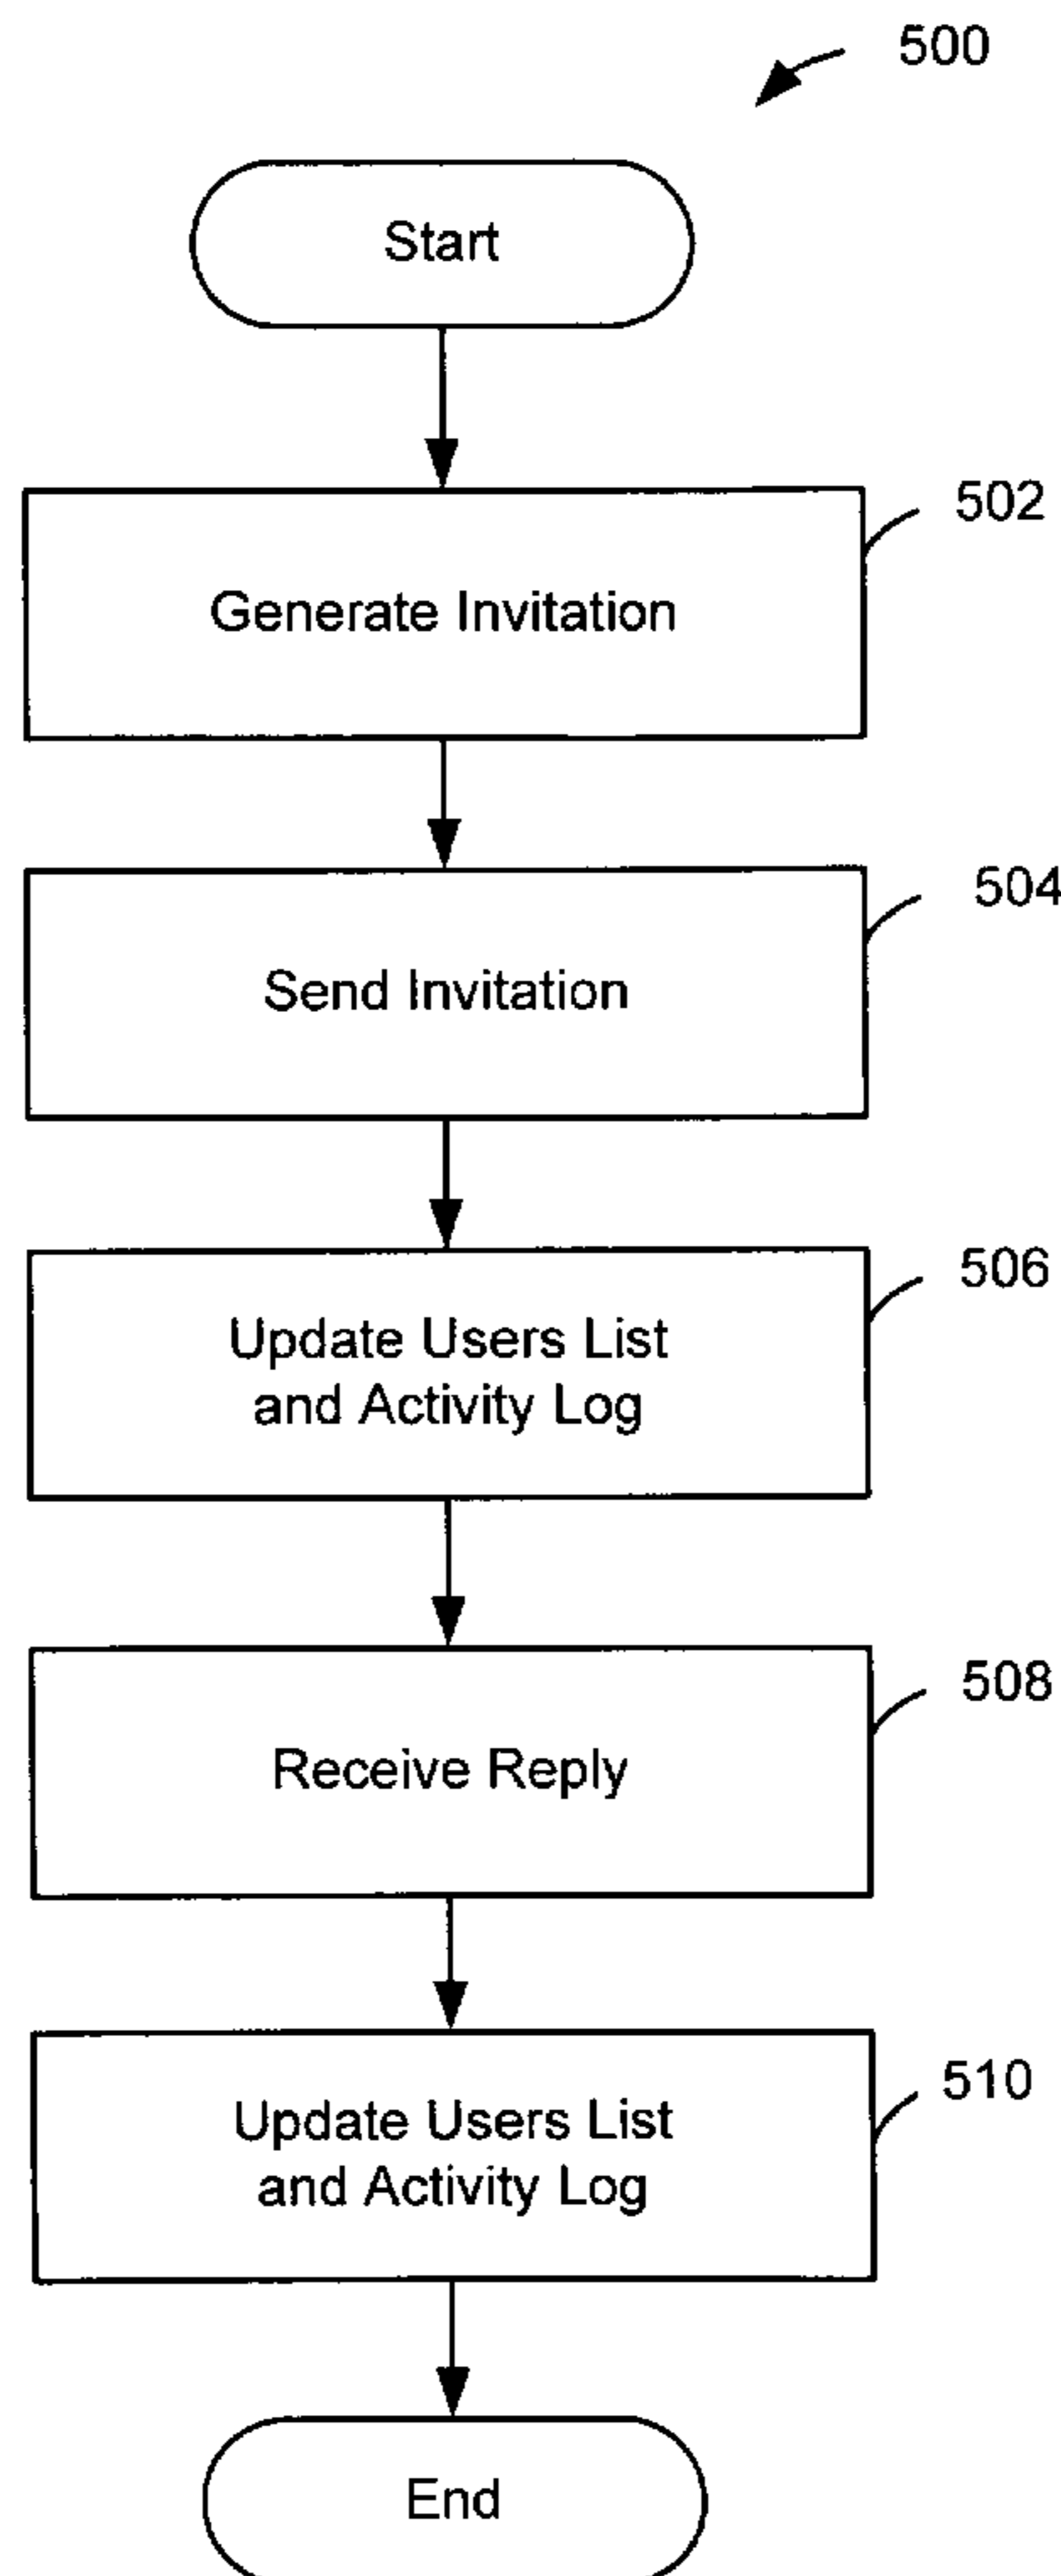 500
Start
502
Generate Invitation
504
Send Invitation
506
Update Users List
and Activity Log
508
Receive Reply
510
Update Users List
and Activity Log
End